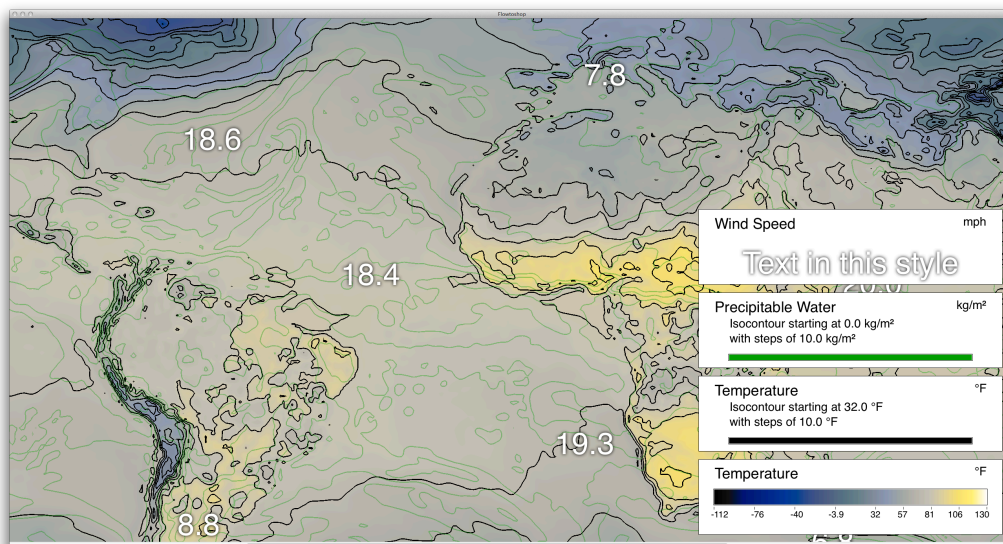 Flowtoshop
7.8
18.6
Wind Speed mph
Text in this style
18.4
20.0
Precipitable Water kg/m²
Isocontour starting at 0.0 kg/m²
with steps of 10.0 kg/m²
Temperature °F
Isocontour starting at 32.0 °F
with steps of 10.0 °F
19.3
Temperature °F
-112 -76 -40 -3.9 32 57 81 106 130
8.8